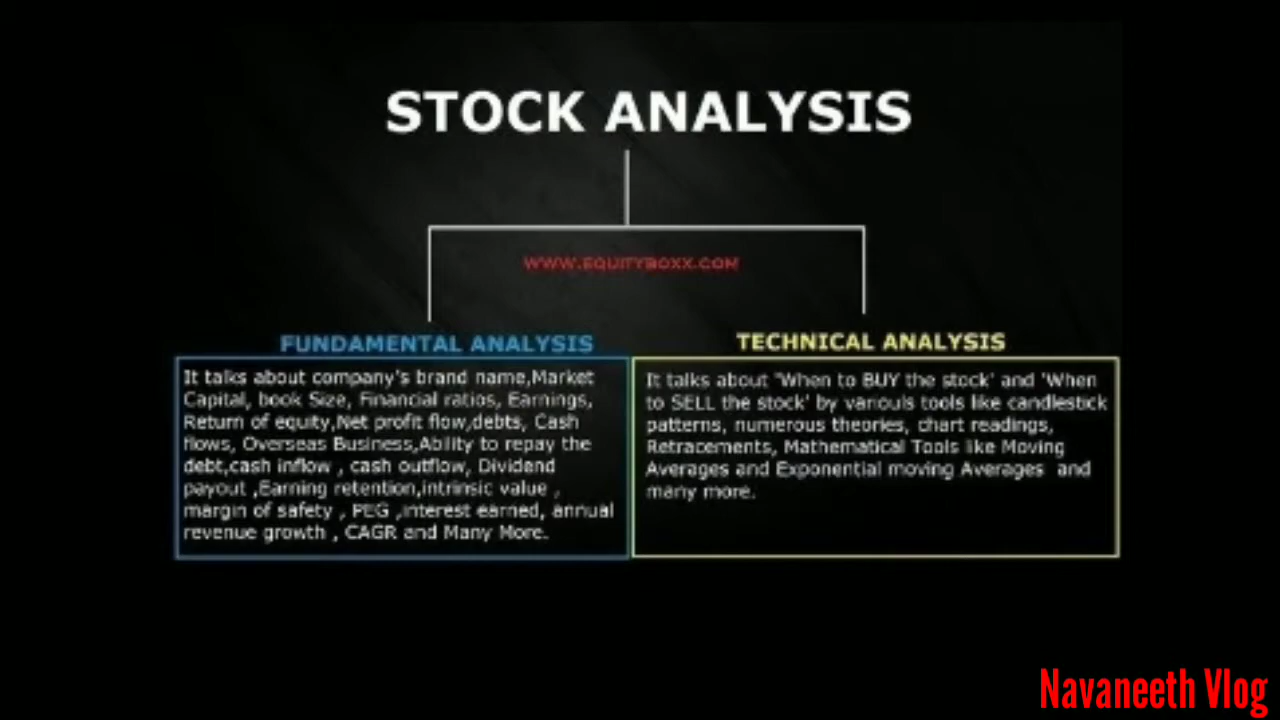 STOCK ANALYSIS
WWW.EQUITYBOXX.COM
FUNDAMENTAL ANALYSIS
It talks about company's brand name,Market
Capital, book Size, Financial ratios, Earnings,
Return of equity,Net profit flow,debts, Cash
flows, Overseas Business,Ability to repay the
debt,cash inflow , cash outflow, Dividend
payout ,Earning retention,intrinsic value ,
margin of safety , PEG ,interest earned, annual
revenue growth , CAGR and Many More.
TECHNICAL ANALYSIS
It talks about 'When to BUY the stock' and 'When
to SELL the stock' by various tools like candlestick
patterns, numerous theories, chart readings,
Retracements, Mathematical Tools like Moving
Averages and Exponential moving Averages and
many more.
Navaneeth Vlog